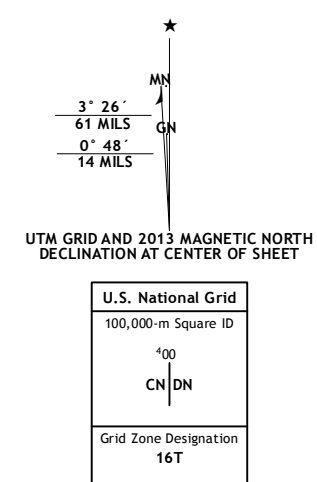 ★
MN
3° 26´
61 MILS
GN
0° 48´
14 MILS
UTM GRID AND 2013 MAGNETIC NORTH
DECLINATION AT CENTER OF SHEET
U.S. National Grid
100,000-m Square ID
⁴00
CN DN
Grid Zone Designation
16T